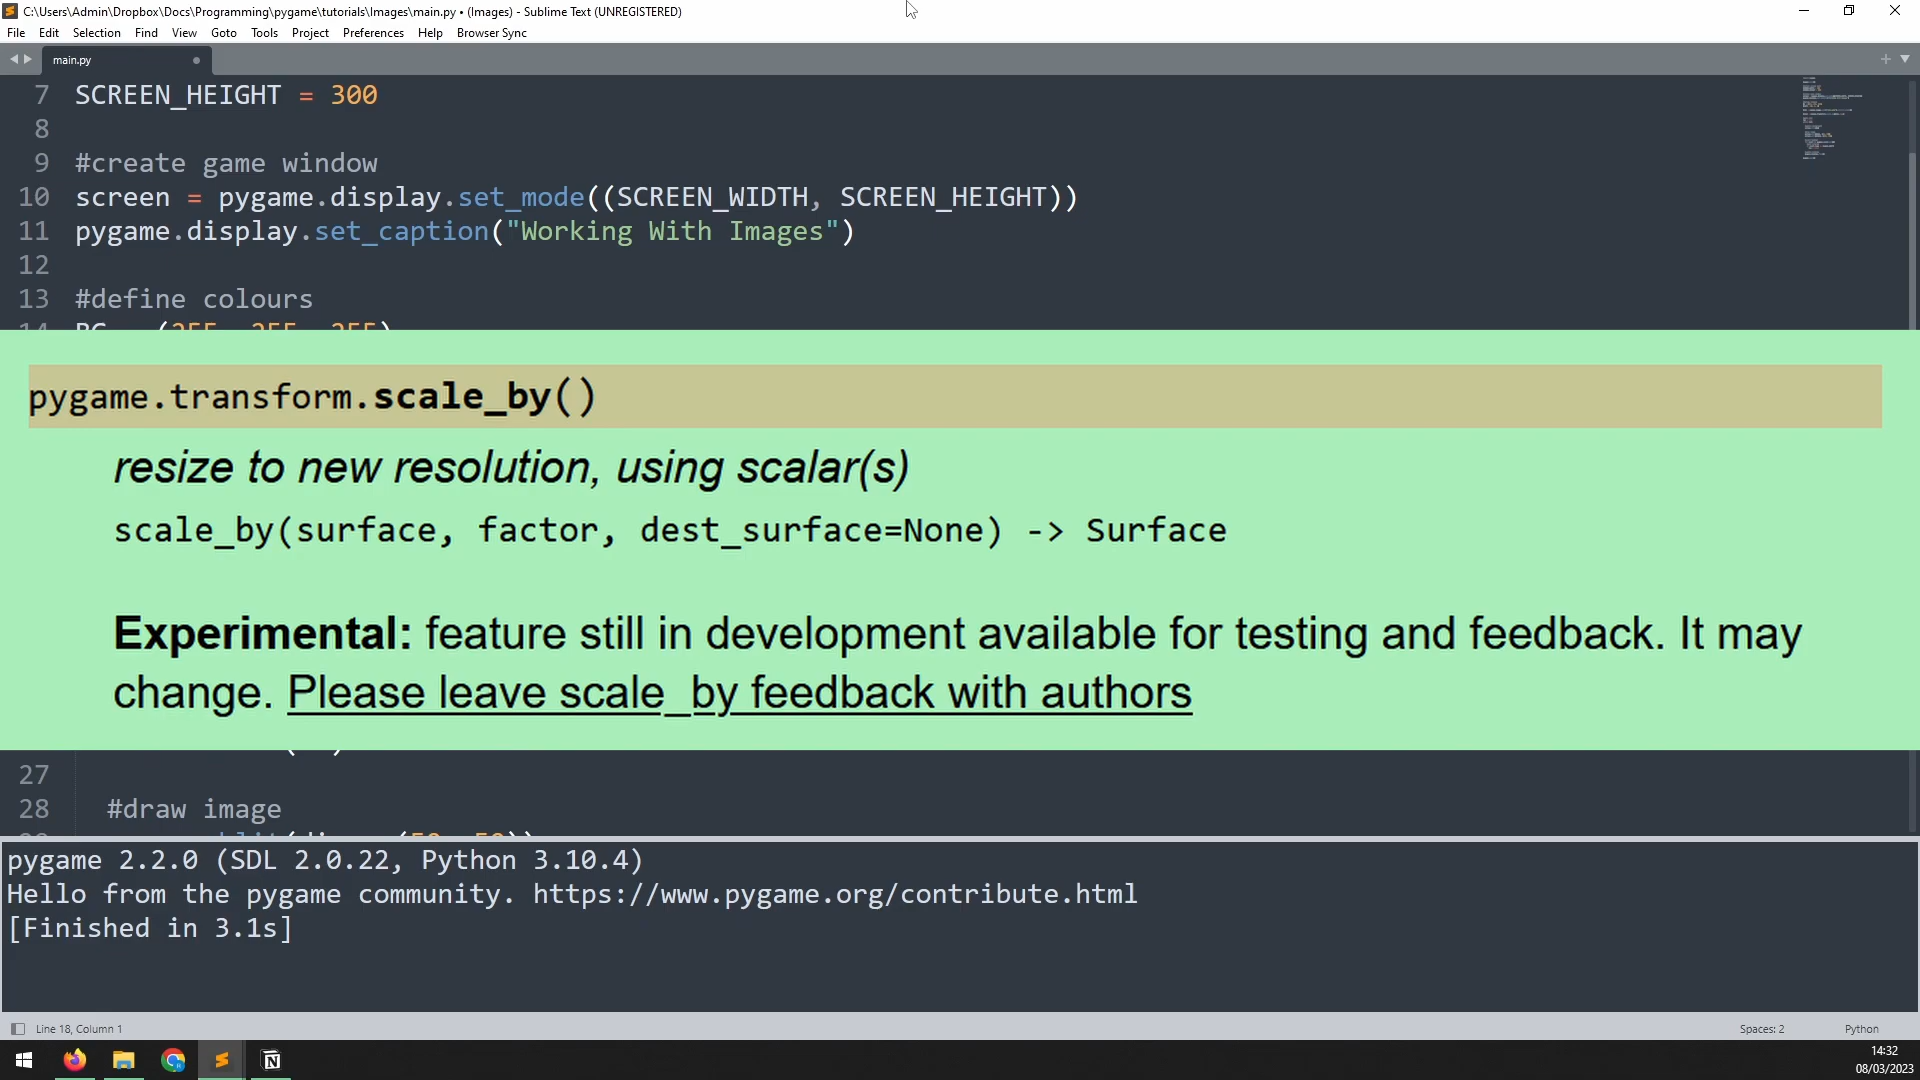 C:\Users\Admin\Dropbox\Docs\Programming\pygame\tutorials\Images\main.py • (Images) - Sublime Text (UNREGISTERED)
File Edit Selection Find View Goto Tools Project Preferences Help Browser Sync
main.py
7 SCREEN_HEIGHT = 300
8
9 #create game window
10 screen = pygame.display.set_mode((SCREEN_WIDTH, SCREEN_HEIGHT))
11 pygame.display.set_caption("Working With Images")
12
13 #define colours
14 BG = (255, 255, 255)
pygame.transform.scale_by()
resize to new resolution, using scalar(s)
scale_by(surface, factor, dest_surface=None) -> Surface
Experimental: feature still in development available for testing and feedback. It may
change. Please leave scale_by feedback with authors
27
28 #draw image
pygame 2.2.0 (SDL 2.0.22, Python 3.10.4)
Hello from the pygame community. https://www.pygame.org/contribute.html
[Finished in 3.1s]
Line 18, Column 1
Spaces: 2
Python
14:32
08/03/2023